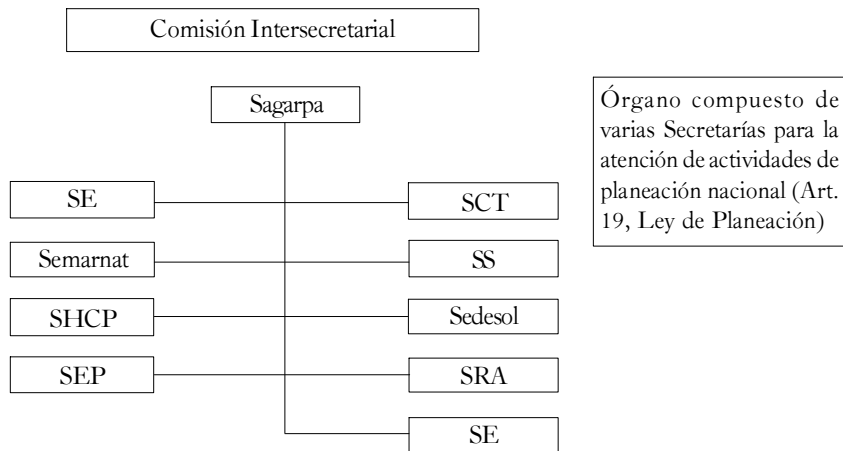 Comisión Intersecretarial
Sagarpa
Órgano compuesto de
varias Secretarías para la
atención de actividades de
planeación nacional (Art.
19, Ley de Planeación)
SE
SCT
Semarnat
SS
SHCP
Sedesol
SEP
SRA
SE